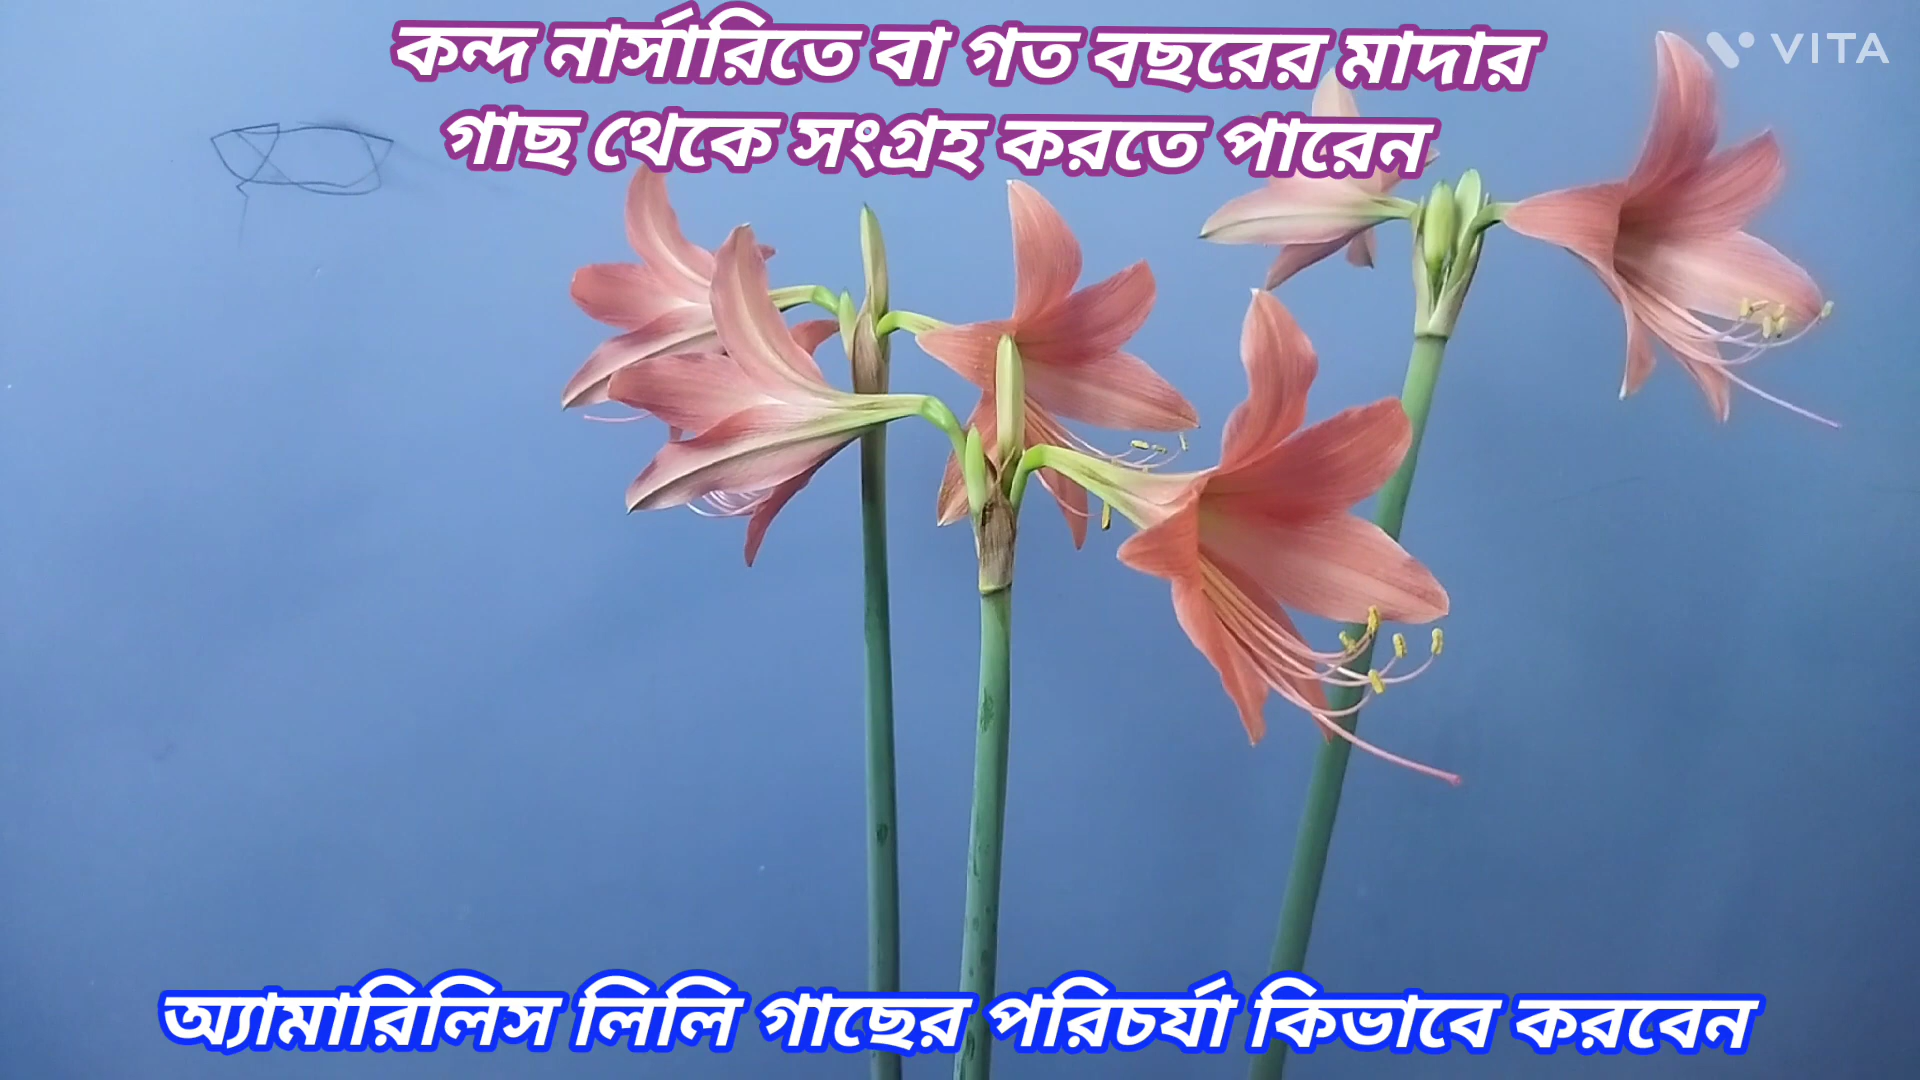 কন্দ নার্সারিতে বা গত বছরের মাদার
VITA
গাছ থেকে সংগ্রহ করতে পারেন
অ্যামারিলিস লিলি গাছের পরিচর্যা কিভাবে করবেন